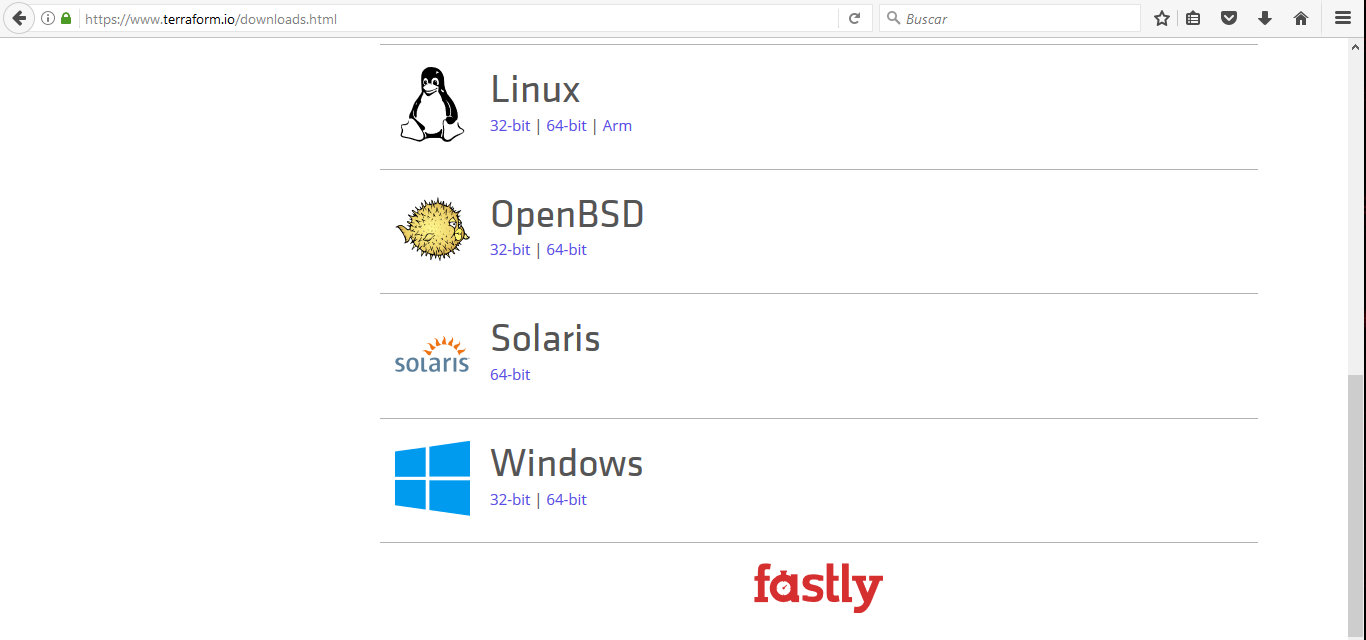 https://www.terraform.io/downloads.html
Buscar
Linux
32-bit | 64-bit | Arm
OpenBSD
32-bit | 64-bit
solaris
Solaris
64-bit
Windows
32-bit | 64-bit
fastly